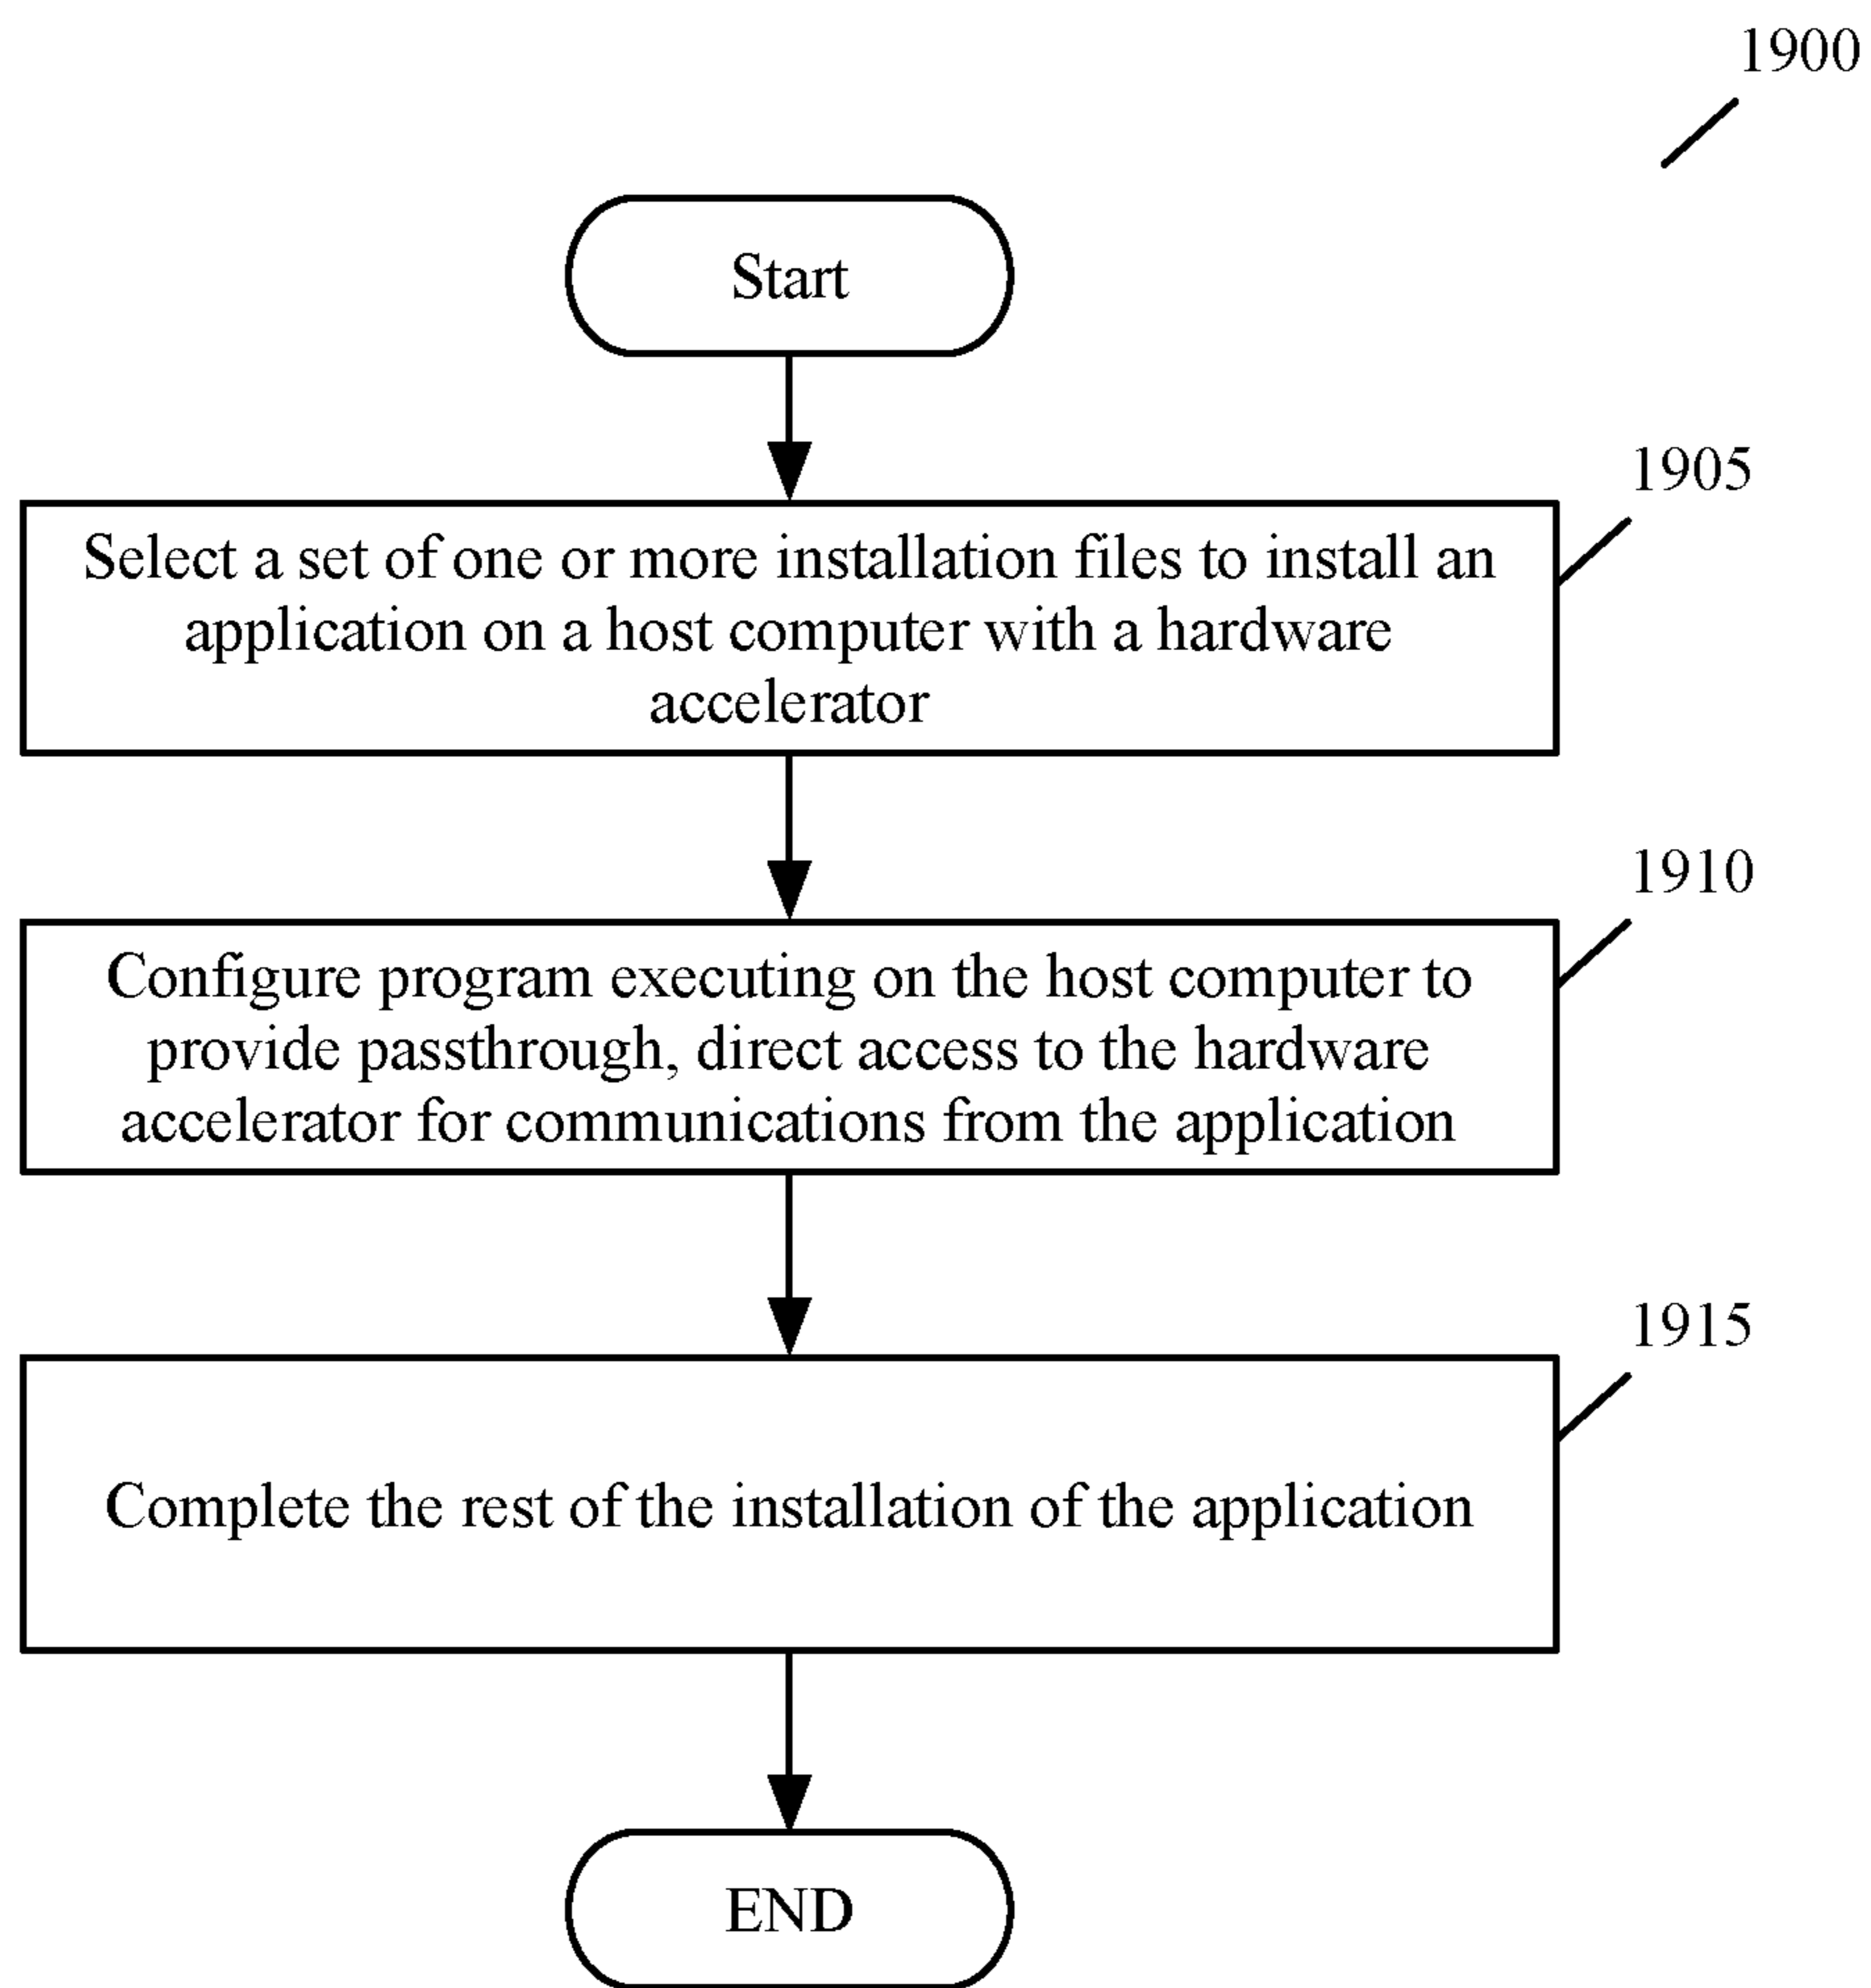 1900
Start
1905
Select a set of one or more installation files to install an
application on a host computer with a hardware
accelerator
1910
Configure program executing on the host computer to
provide passthrough, direct access to the hardware
accelerator for communications from the application
1915
Complete the rest of the installation of the application
END